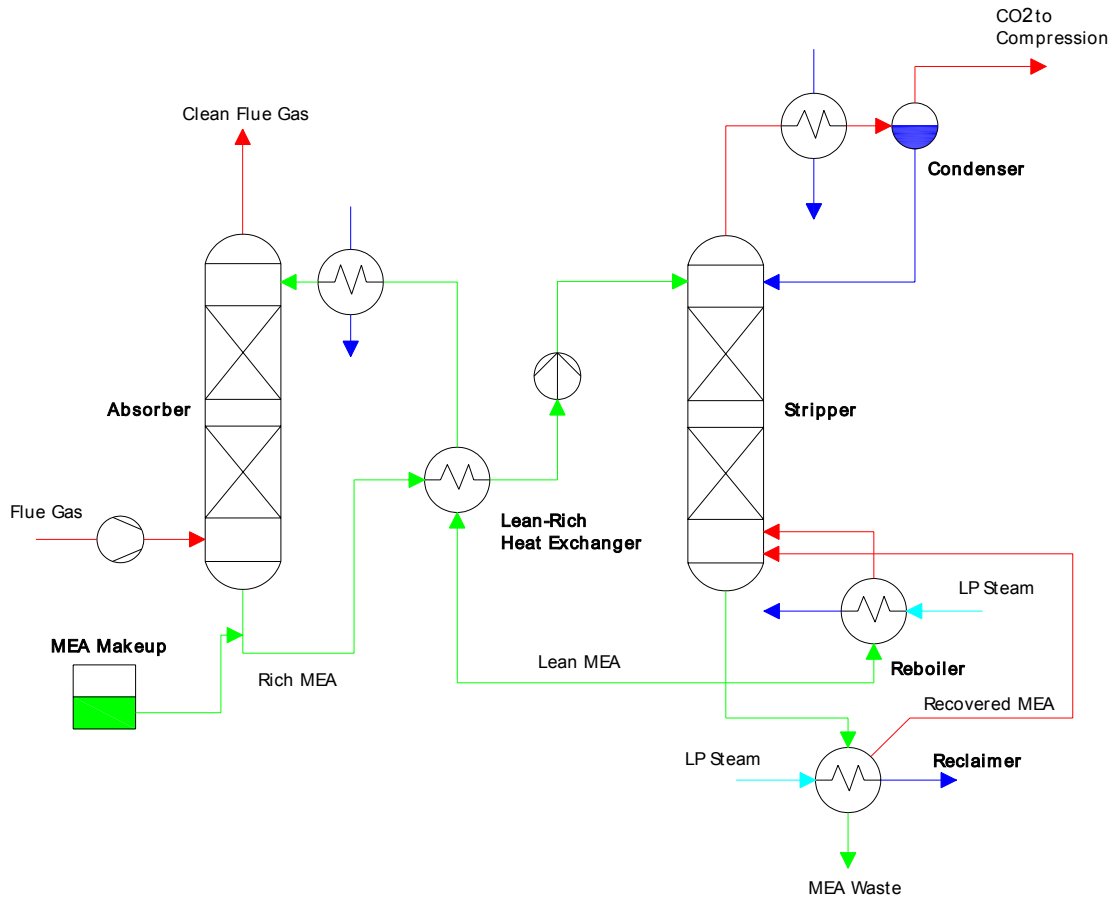 CO2 to
Compression
Clean Flue Gas
Condenser
Absorber
Stripper
Flue Gas
Lean-Rich
Heat Exchanger
LP Steam
MEA Makeup
Rich MEA
Lean MEA
Reboiler
Recovered MEA
LP Steam
Reclaimer
MEA Waste